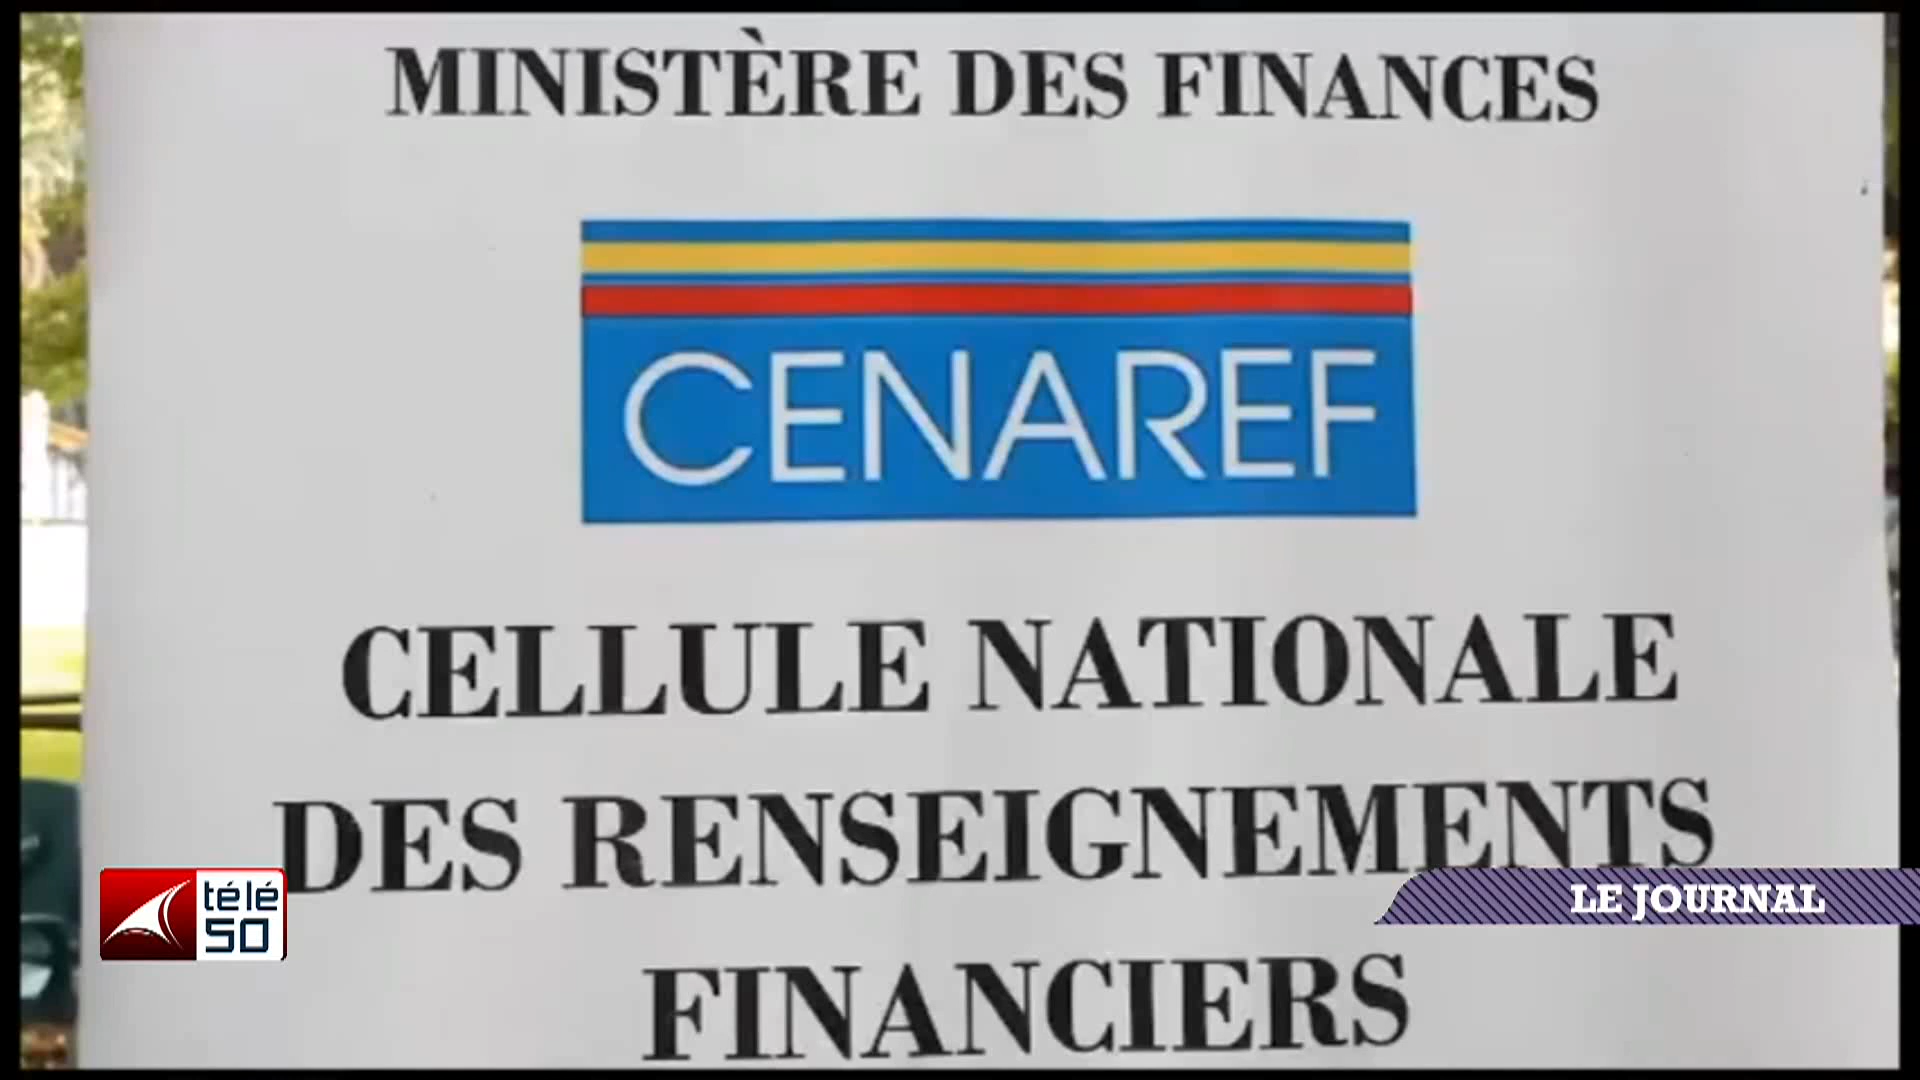 MINISTÈRE DES FINANCES
CENAREF
CELLULE NATIONALE
DES RENSEIGNEMENTS
FINANCIERS
télé
50
LE JOURNAL